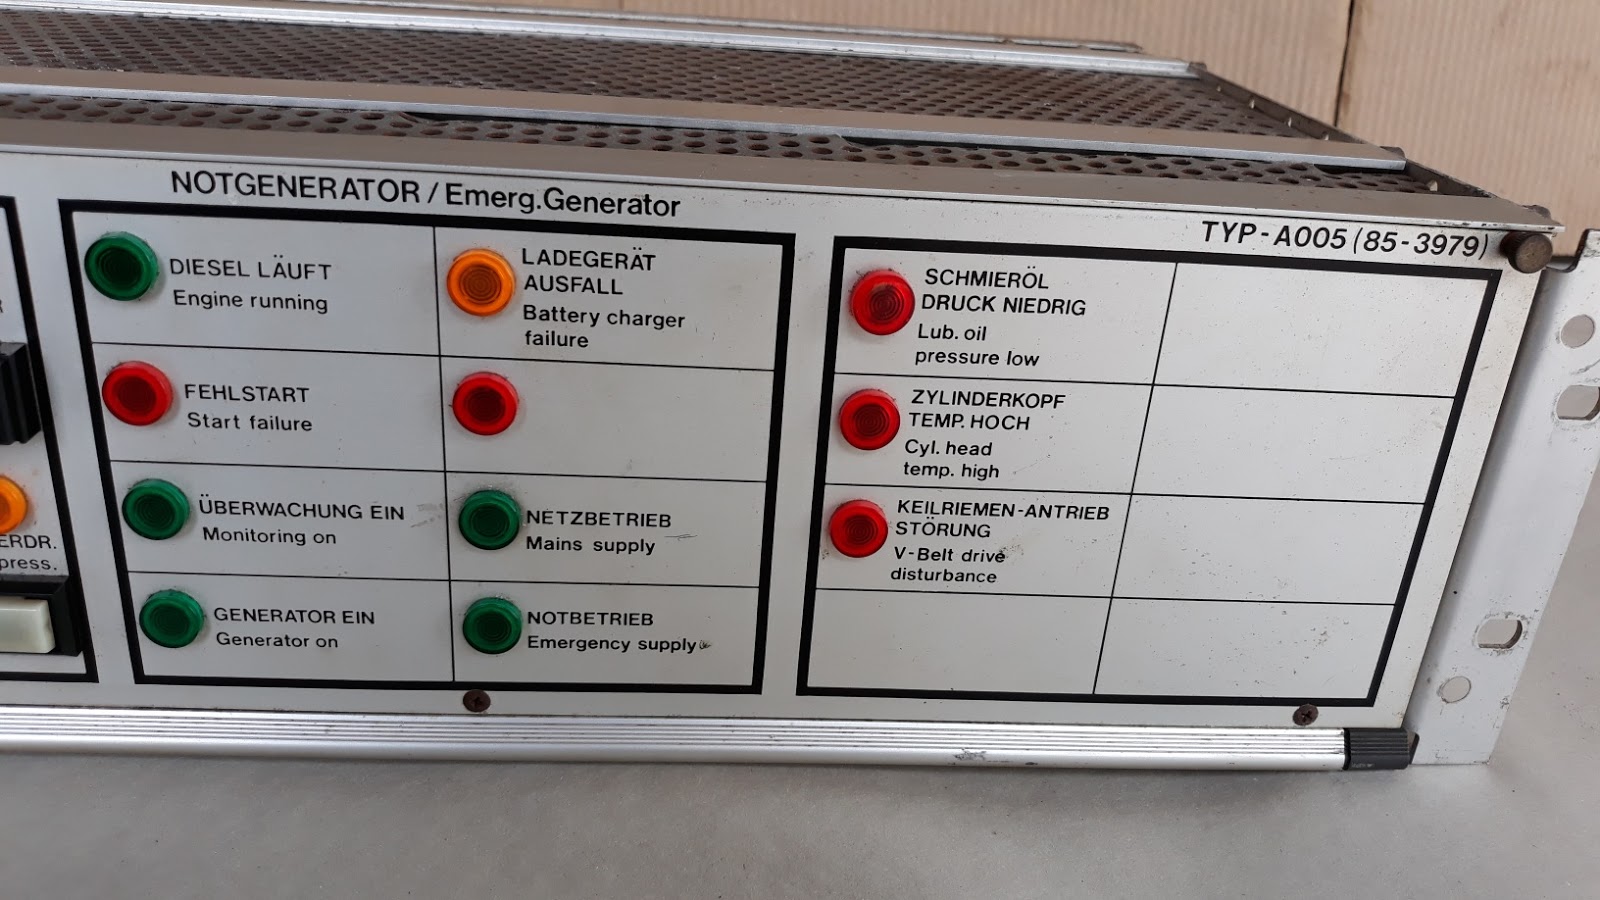 NOTGENERATOR / Emerg.Generator
TYP-A005 (85-3979)
DIESEL LÄUFT
Engine running
LADEGERÄT
AUSFALL
Battery charger
failure
FEHLSTART
Start failure
ÜBERWACHUNG EIN
Monitoring on
NETZBETRIEB
Mains supply
GENERATOR EIN
Generator on
NOTBETRIEB
Emergency supply
SCHMIERÖL
DRUCK NIEDRIG
Lub. oil
pressure low
ZYLINDERKOPF
TEMP. HOCH
Cyl. head
temp. high
KEILRIEMEN-ANTRIEB
STÖRUNG
V-Belt drive
disturbance
ERDR.
press.